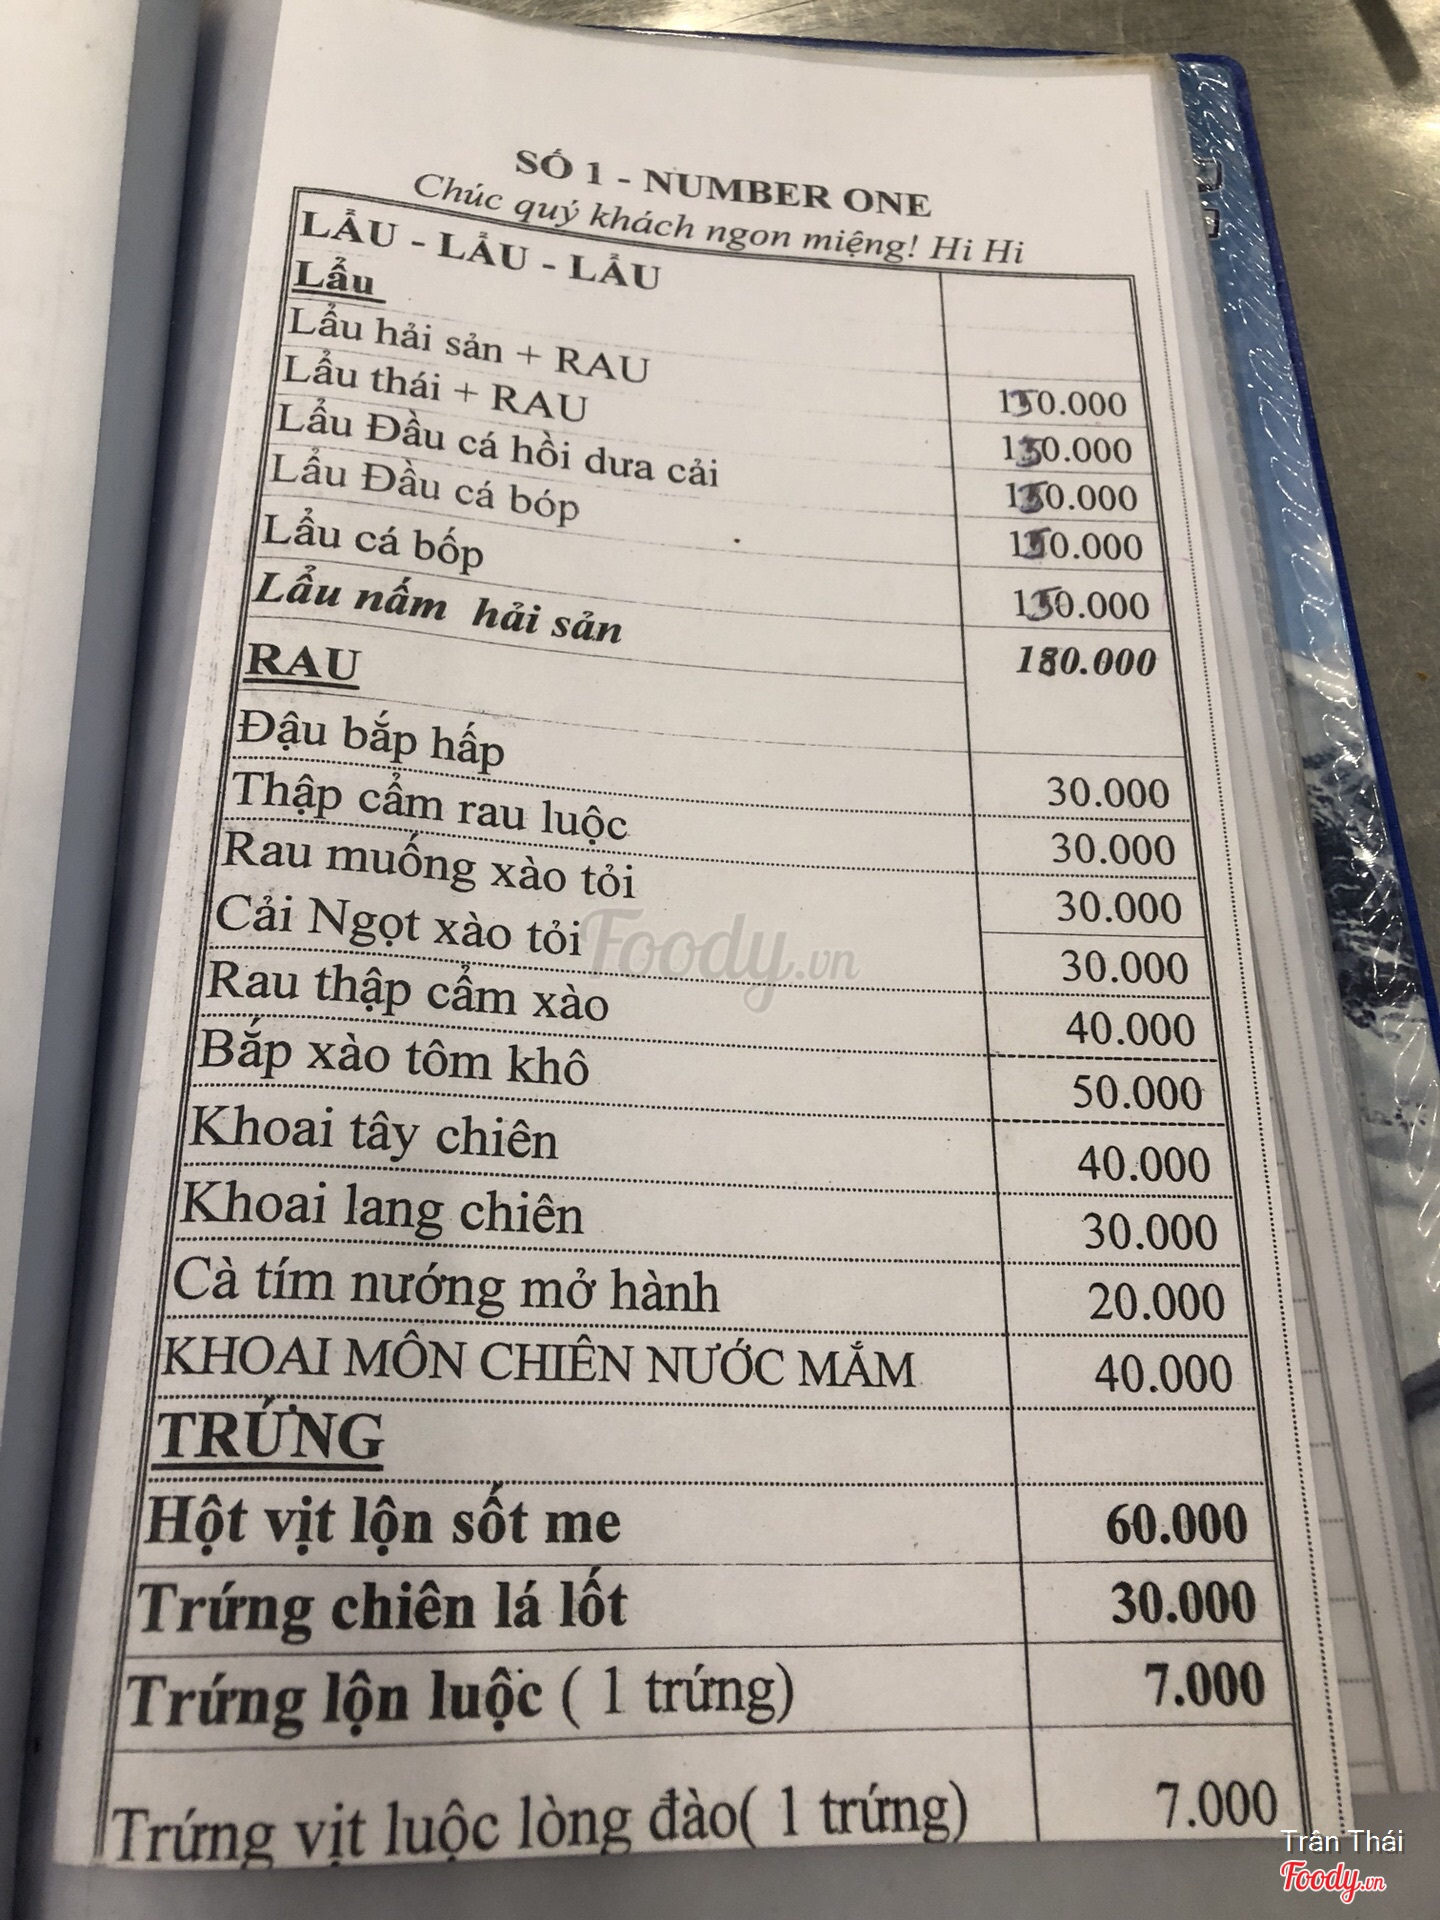 SỐ 1 - NUMBER ONE
Chúc quý khách ngon miệng! Hi Hi
LẨU - LẨU - LẨU
Lẩu
Lẩu hải sản + RAU 150.000
Lẩu thái + RAU 150.000
Lẩu Đầu cá hồi dưa cải 150.000
Lẩu Đầu cá bóp 150.000
Lẩu cá bốp 150.000
Lẩu nấm hải sản 180.000
RAU
Đậu bắp hấp 30.000
Thập cẩm rau luộc 30.000
Rau muống xào tỏi 30.000
Cải Ngọt xào tỏi 30.000
Rau thập cẩm xào 40.000
Bắp xào tôm khô 50.000
Khoai tây chiên 40.000
Khoai lang chiên 30.000
Cà tím nướng mở hành 20.000
KHOAI MÔN CHIÊN NƯỚC MẮM 40.000
TRỨNG
Hột vịt lộn sốt me 60.000
Trứng chiên lá lốt 30.000
Trứng lộn luộc ( 1 trứng) 7.000
Trứng vịt luộc lòng đào( 1 trứng) 7.000
Foody.vn
Trân Thái
Foody.vn